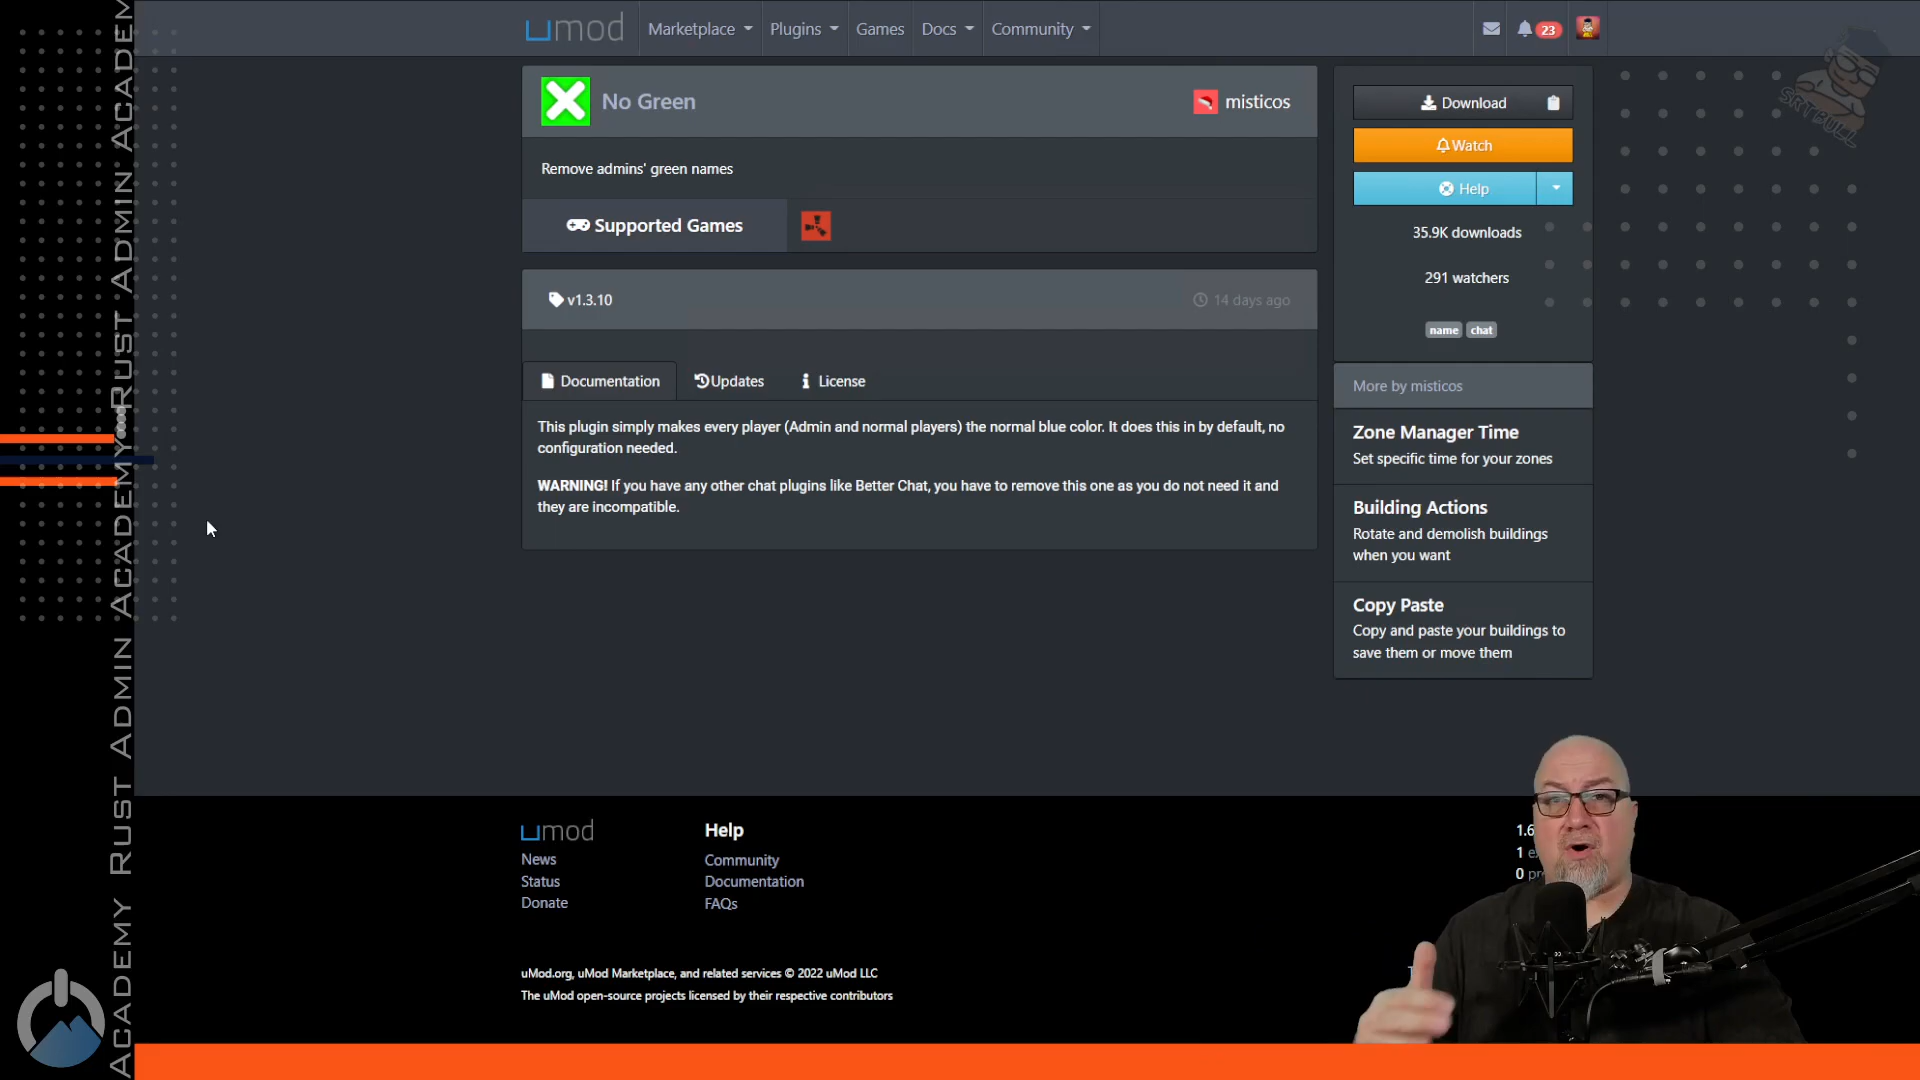 umod
Marketplace
Plugins
Games
Docs
Community
23
No Green
misticos
Remove admins' green names
Supported Games
v1.3.10
14 days ago
Documentation
Updates
License
This plugin simply makes every player (Admin and normal players) the normal blue color. It does this in by default, no
configuration needed.
WARNING! If you have any other chat plugins like Better Chat, you have to remove this one as you do not need it and
they are incompatible.
Download
Watch
Help
35.9K downloads
291 watchers
name chat
More by misticos
Zone Manager Time
Set specific time for your zones
Building Actions
Rotate and demolish buildings
when you want
Copy Paste
Copy and paste your buildings to
save them or move them
umod
News
Status
Donate
Help
Community
Documentation
FAQs
uMod.org, uMod Marketplace, and related services © 2022 uMod LLC
The uMod open-source projects licensed by their respective contributors
ACADEMY RUST ADMIN ACADEMY RUST ADMIN ACADEM
SRTBULL